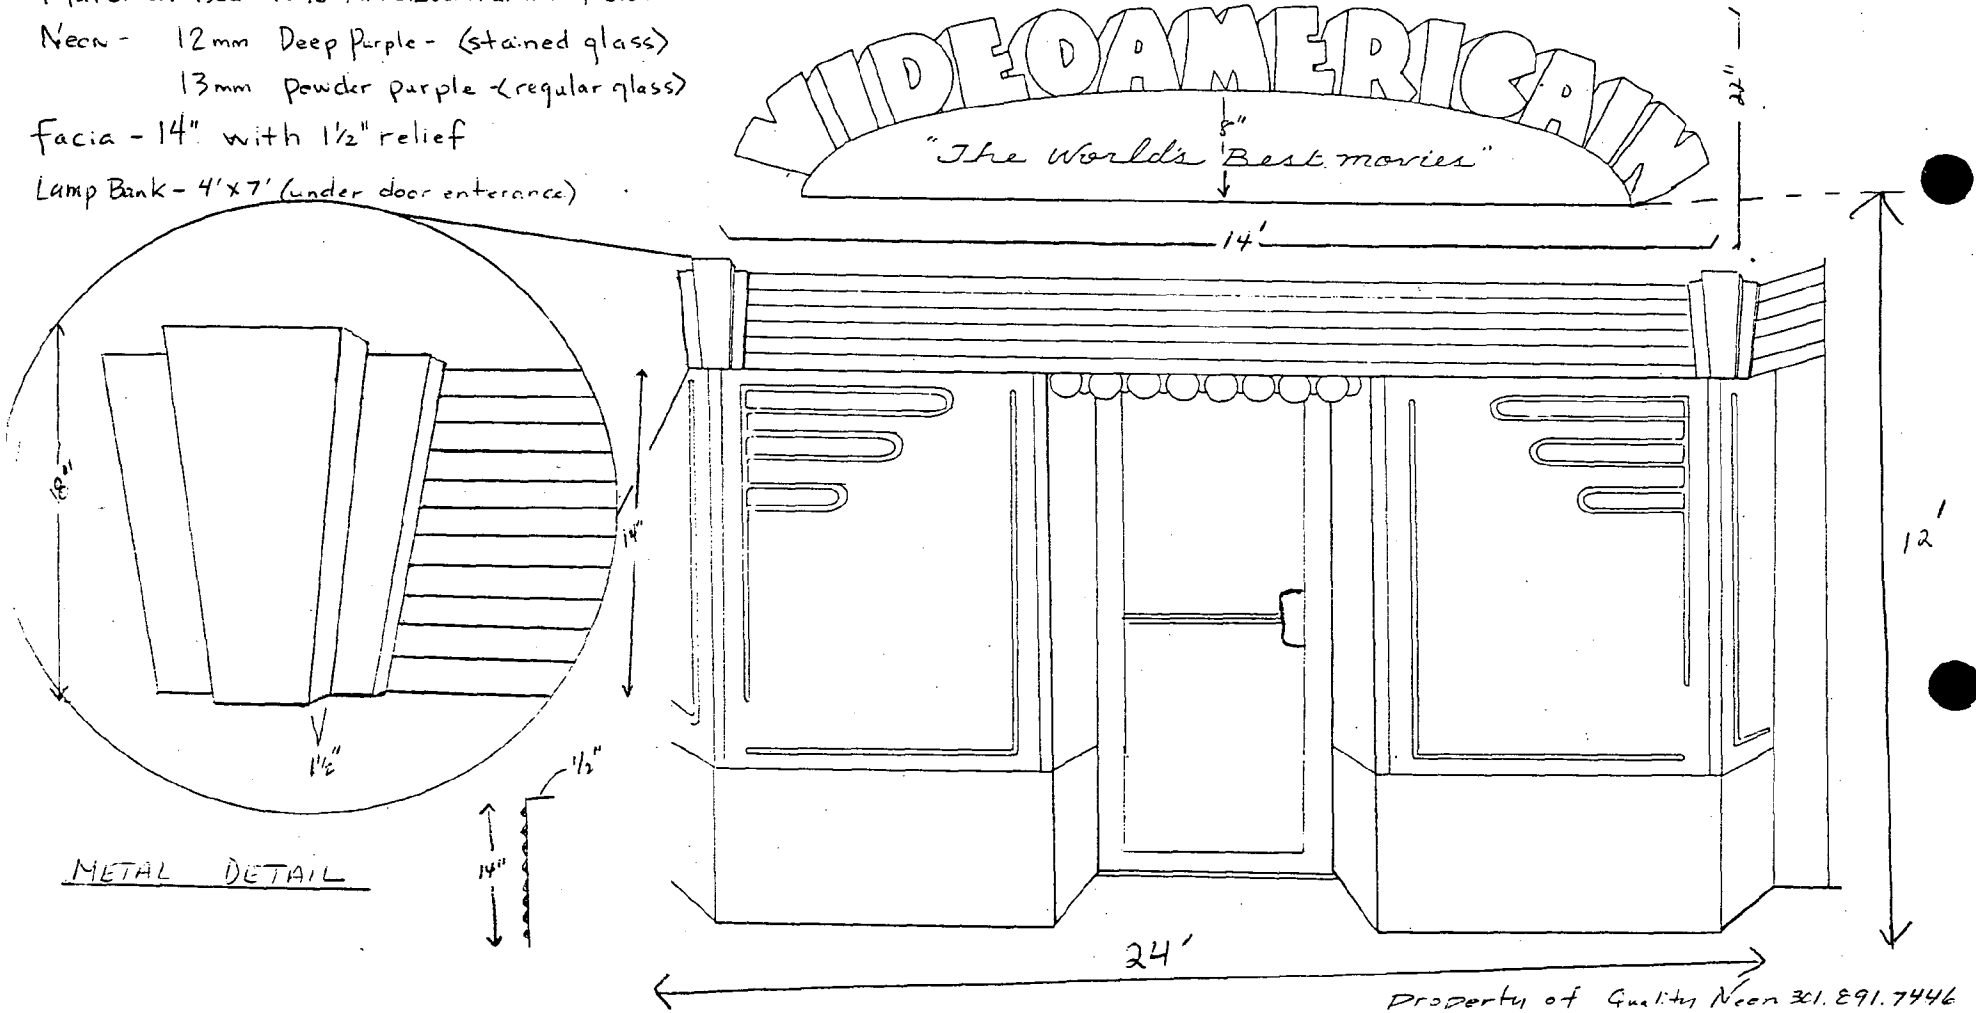 Neon - 12mm Deep Purple - (stained glass)
13mm powder purple - (regular glass)
Facia - 14" with 1½" relief
Lamp Bank - 4'x7' (under door enterance)
VIDEOAMERICAIN
"The World's Best movies"
8"
22"
14'
14"
12'
1½"
1/2"
14"
METAL DETAIL
24'
Property of Quality Neon 301.891.7446